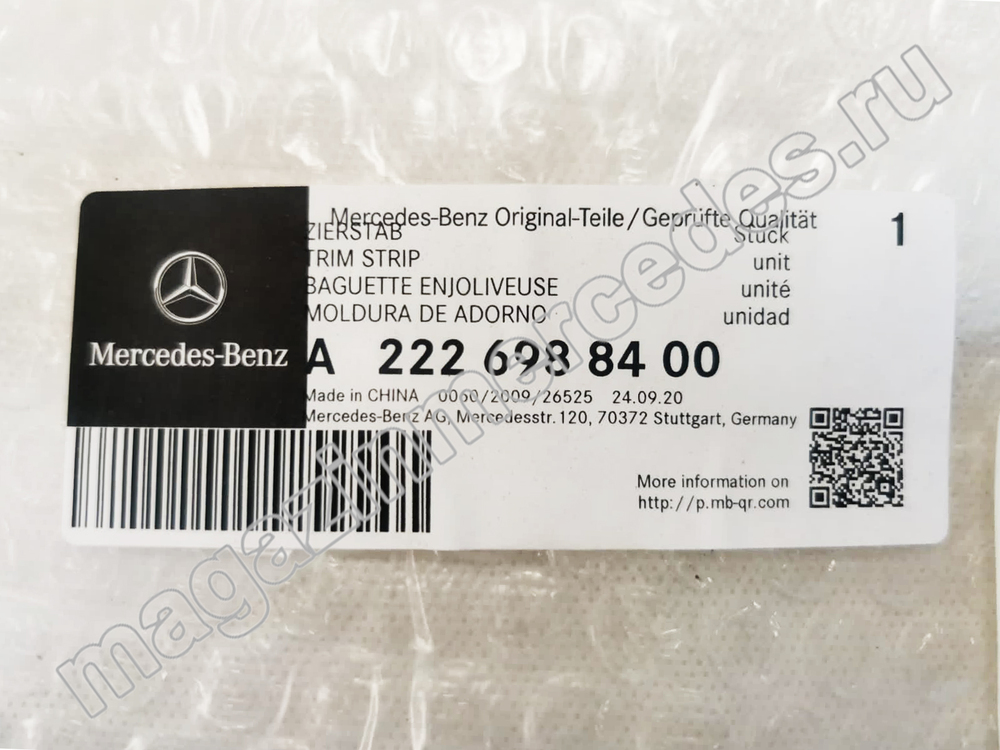 Mercedes-Benz Original-Teile/Geprüfte Qualität
1
ZIERSTAB Stück
TRIM STRIP unit
BAGUETTE ENJOLIVEUSE unité
MOLDURA DE ADORNO unidad
Mercedes-Benz
A 222 698 84 00
Made in CHINA 0060/2009/26525 24.09.20
Mercedes-Benz AG, Mercedesstr.120, 70372 Stuttgart, Germany
More information on
http://p.mb-qr.com
magazinmercedes.ru